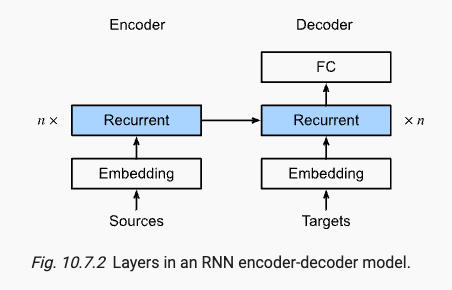 Encoder Decoder
FC
n × Recurrent Recurrent × n
Embedding Embedding
Sources Targets
Fig. 10.7.2 Layers in an RNN encoder-decoder model.